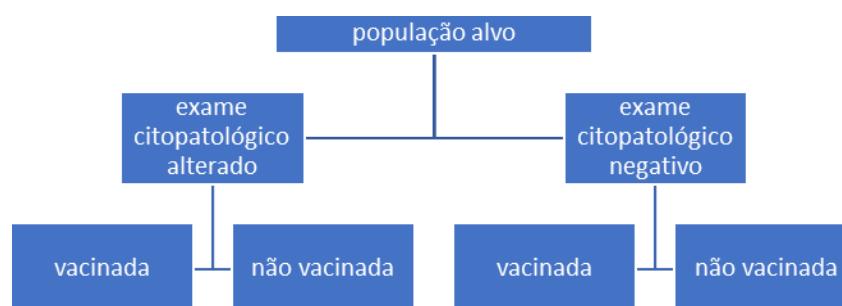 população alvo
exame
citopatológico
alterado
exame
citopatológico
negativo
vacinada
não vacinada
vacinada
não vacinada